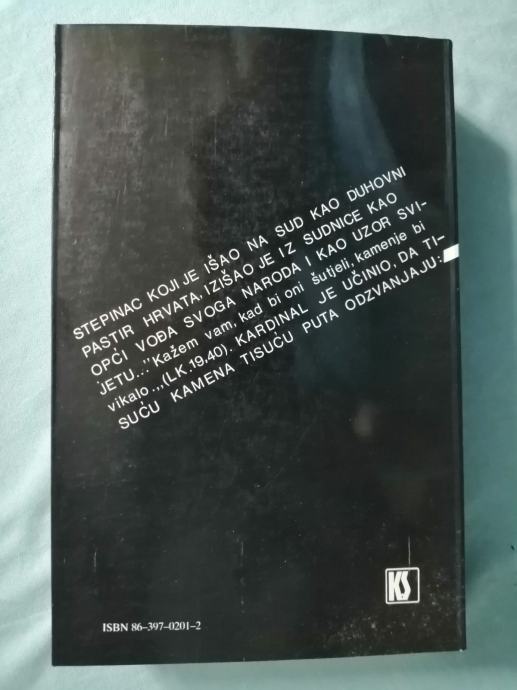 STEPINAC KOJI JE IŠAO NA SUD KAO DUHOVNI
PASTIR HRVATA, IZIŠAO JE IZ SUDNICE KAO
OPĆI VOĐA SVOGA NARODA I KAO UZOR SVI-
JETU..."Kažem vam, kad bi oni šutjeli, kamenje bi
vikalo.„(LK.19.40). KARDINAL JE UČINIO, DA TI-
SUĆU KAMENA TISUĆU PUTA ODZVANJAJU:
KS
ISBN 86-397-0201-2